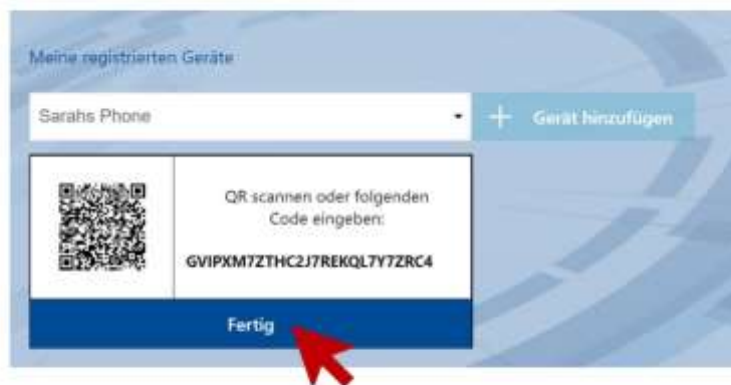 Meine registrierten Geräte
Sarahs Phone
+ Gerät hinzufügen
QR scannen oder folgenden
Code eingeben:
GVIPXM7ZTHC2J7REKQL7Y7ZRC4
Fertig